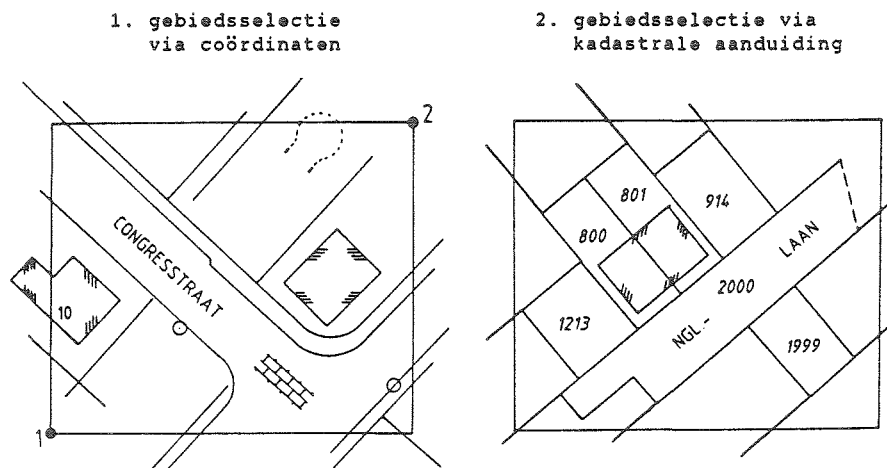 1. gebiedsselectie
via coördinaten
2. gebiedsselectie via
kadastrale aanduiding
2
CONGRESSTRAAT
10
1
801
914
800
LAAN
2000
1213
NGL.-
1999